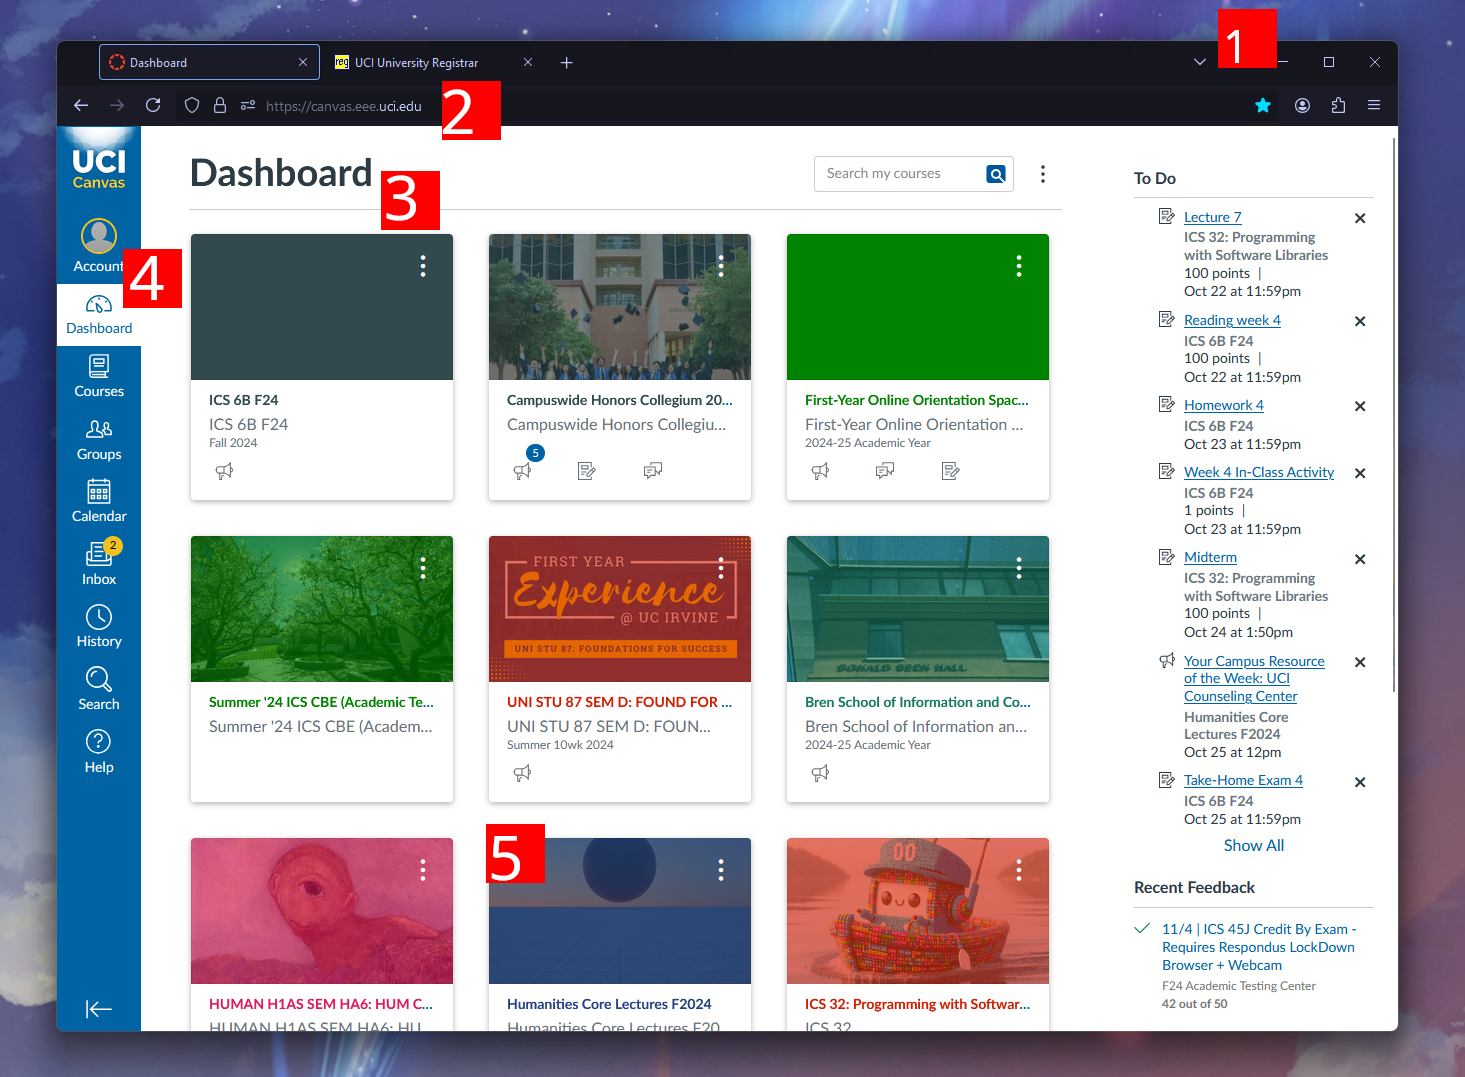 1
Dashboard
reg
UCI University Registrar
https://canvas.eee.uci.edu
2
UCI
Canvas
Account
4
Dashboard
Courses
Groups
Calendar
2
Inbox
History
Search
Help
Dashboard
3
Search my courses
ICS 6B F24
ICS 6B F24
Fall 2024
Campuswide Honors Collegium 20...
Campuswide Honors Collegiu...
5
First-Year Online Orientation Spac...
First-Year Online Orientation ...
2024-25 Academic Year
Summer '24 ICS CBE (Academic Te...
Summer '24 ICS CBE (Academ...
FIRST YEAR
Experience
@ UC IRVINE
UNI STU 87: FOUNDATIONS FOR SUCCESS
UNI STU 87 SEM D: FOUND FOR ...
UNI STU 87 SEM D: FOUN...
Summer 10wk 2024
DONALD BREN HALL
Bren School of Information and Co...
Bren School of Information an...
2024-25 Academic Year
HUMAN H1AS SEM HA6: HUM C...
HUMAN H1AS SEM HA6: HU
5
Humanities Core Lectures F2024
Humanities Core Lectures F20
00
ICS 32: Programming with Softwar...
ICS 32
To Do
Lecture 7
ICS 32: Programming
with Software Libraries
100 points |
Oct 22 at 11:59pm
Reading week 4
ICS 6B F24
100 points |
Oct 22 at 11:59pm
Homework 4
ICS 6B F24
Oct 23 at 11:59pm
Week 4 In-Class Activity
ICS 6B F24
1 points |
Oct 23 at 11:59pm
Midterm
ICS 32: Programming
with Software Libraries
100 points |
Oct 24 at 1:50pm
Your Campus Resource
of the Week: UCI
Counseling Center
Humanities Core
Lectures F2024
Oct 25 at 12pm
Take-Home Exam 4
ICS 6B F24
Oct 25 at 11:59pm
Show All
Recent Feedback
11/4 | ICS 45J Credit By Exam -
Requires Respondus LockDown
Browser + Webcam
F24 Academic Testing Center
42 out of 50